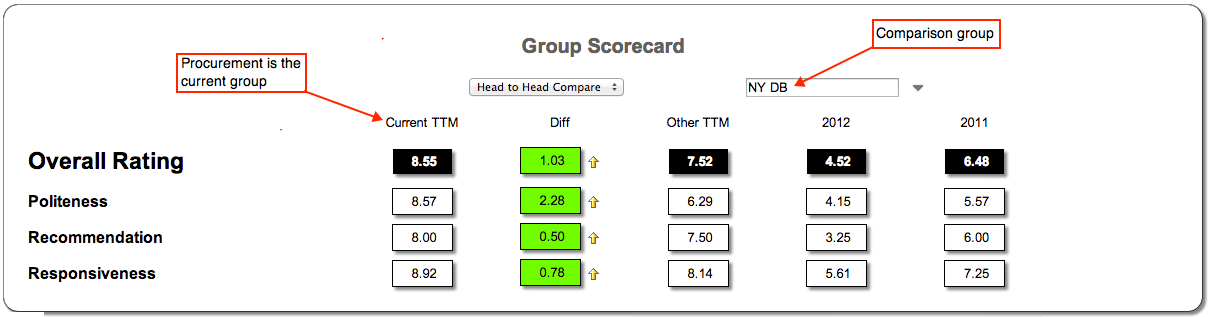 Group Scorecard
Comparison group
Procurement is the
current group
Head to Head Compare
NY DB
Current TTM Diff Other TTM 2012 2011
Overall Rating 8.55 1.03 7.52 4.52 6.48
Politeness 8.57 2.28 6.29 4.15 5.57
Recommendation 8.00 0.50 7.50 3.25 6.00
Responsiveness 8.92 0.78 8.14 5.61 7.25